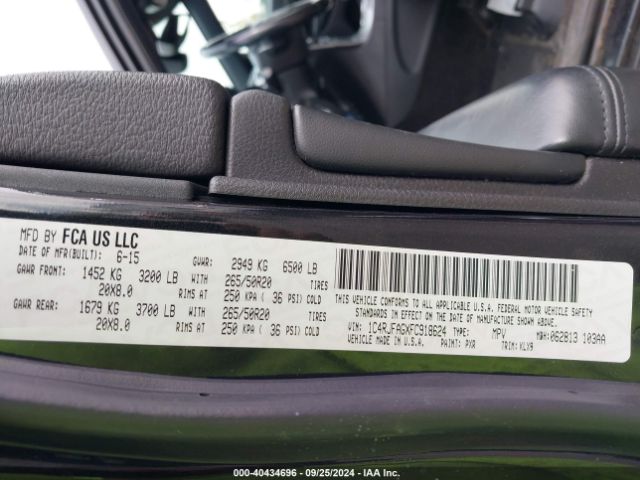 MFD BY FCA US LLC
DATE OF MFR(BUILT): 6-15 GVWR: 2949 KG 6500 LB
GAWR FRONT: 1452 KG 3200 LB WITH 265/50R20
20X8.0 RIMS AT 250 KPA ( 36 PSI) COLD
GAWR REAR: 1679 KG 3700 LB WITH 265/50R20
20X8.0 RIMS AT 250 KPA ( 36 PSI) COLD
THIS VEHICLE CONFORMS TO ALL APPLICABLE U.S.A. FEDERAL MOTOR VEHICLE SAFETY
STANDARDS IN EFFECT ON THE DATE OF MANUFACTURE SHOWN ABOVE.
VIN: 1C4RJFAGXFC918624 TYPE: MPV MDH:062813 103AA
VEHICLE MADE IN U.S.A. PAINT: PXR TRIM: KLX9
200-40434696 - 09/25/2024 - IAA Inc.